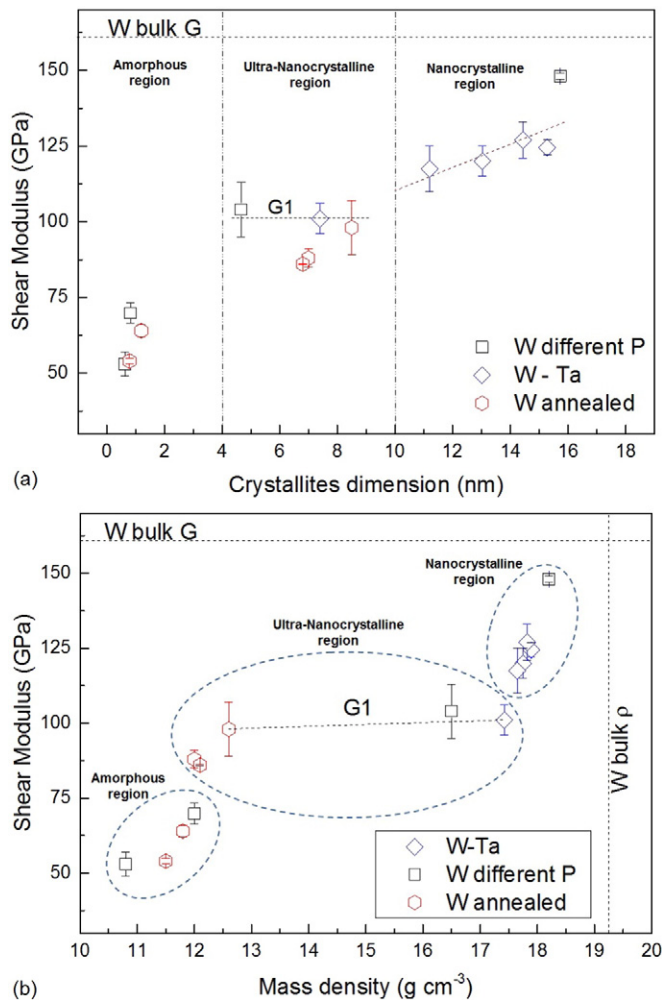 W bulk G
Amorphous
region
Ultra-Nanocrystalline
region
Nanocrystalline
region
G1
W different P
W - Ta
W annealed
150
125
100
75
50
0 2 4 6 8 10 12 14 16 18
Shear Modulus (GPa)
Crystallites dimension (nm)
(a)
W bulk G
Nanocrystalline
region
Ultra-Nanocrystalline
region
G1
Amorphous
region
W bulk ρ
W-Ta
W different P
W annealed
150
125
100
75
50
10 11 12 13 14 15 16 17 18 19 20
Shear Modulus (GPa)
Mass density (g cm⁻³)
(b)